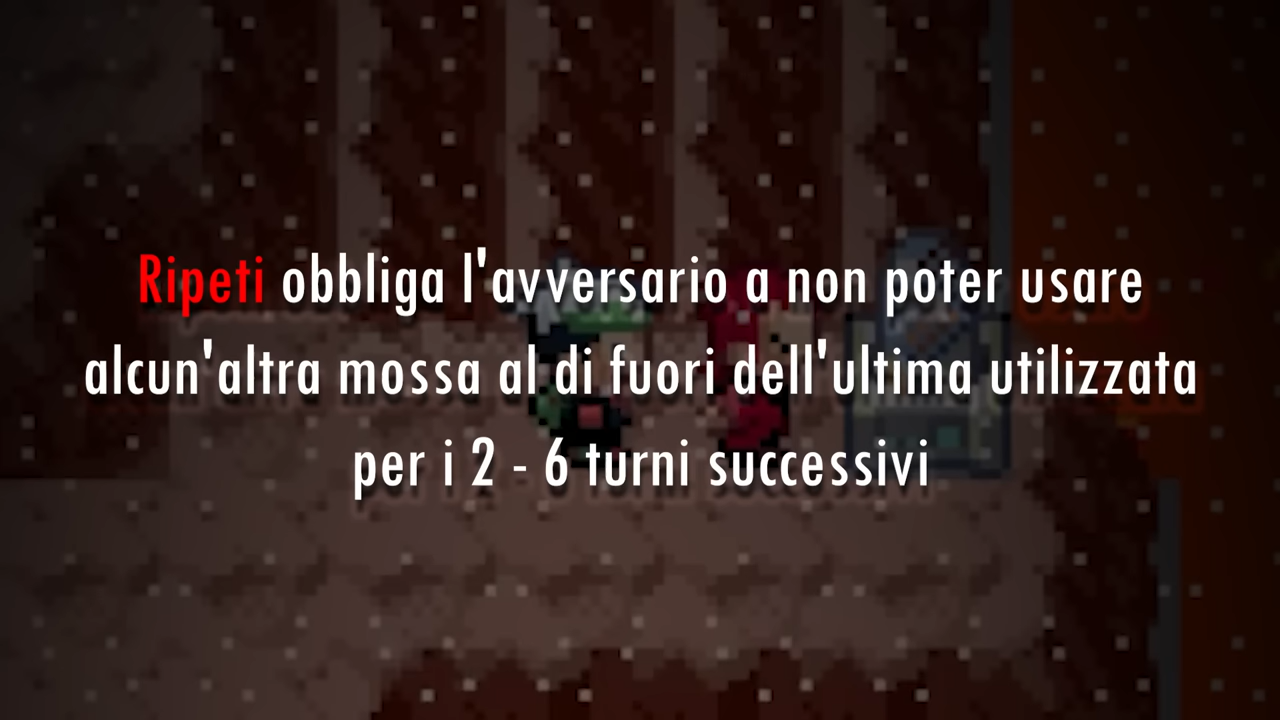 Ripeti obbliga l'avversario a non poter usare
alcun'altra mossa al di fuori dell'ultima utilizzata
per i 2 - 6 turni successivi